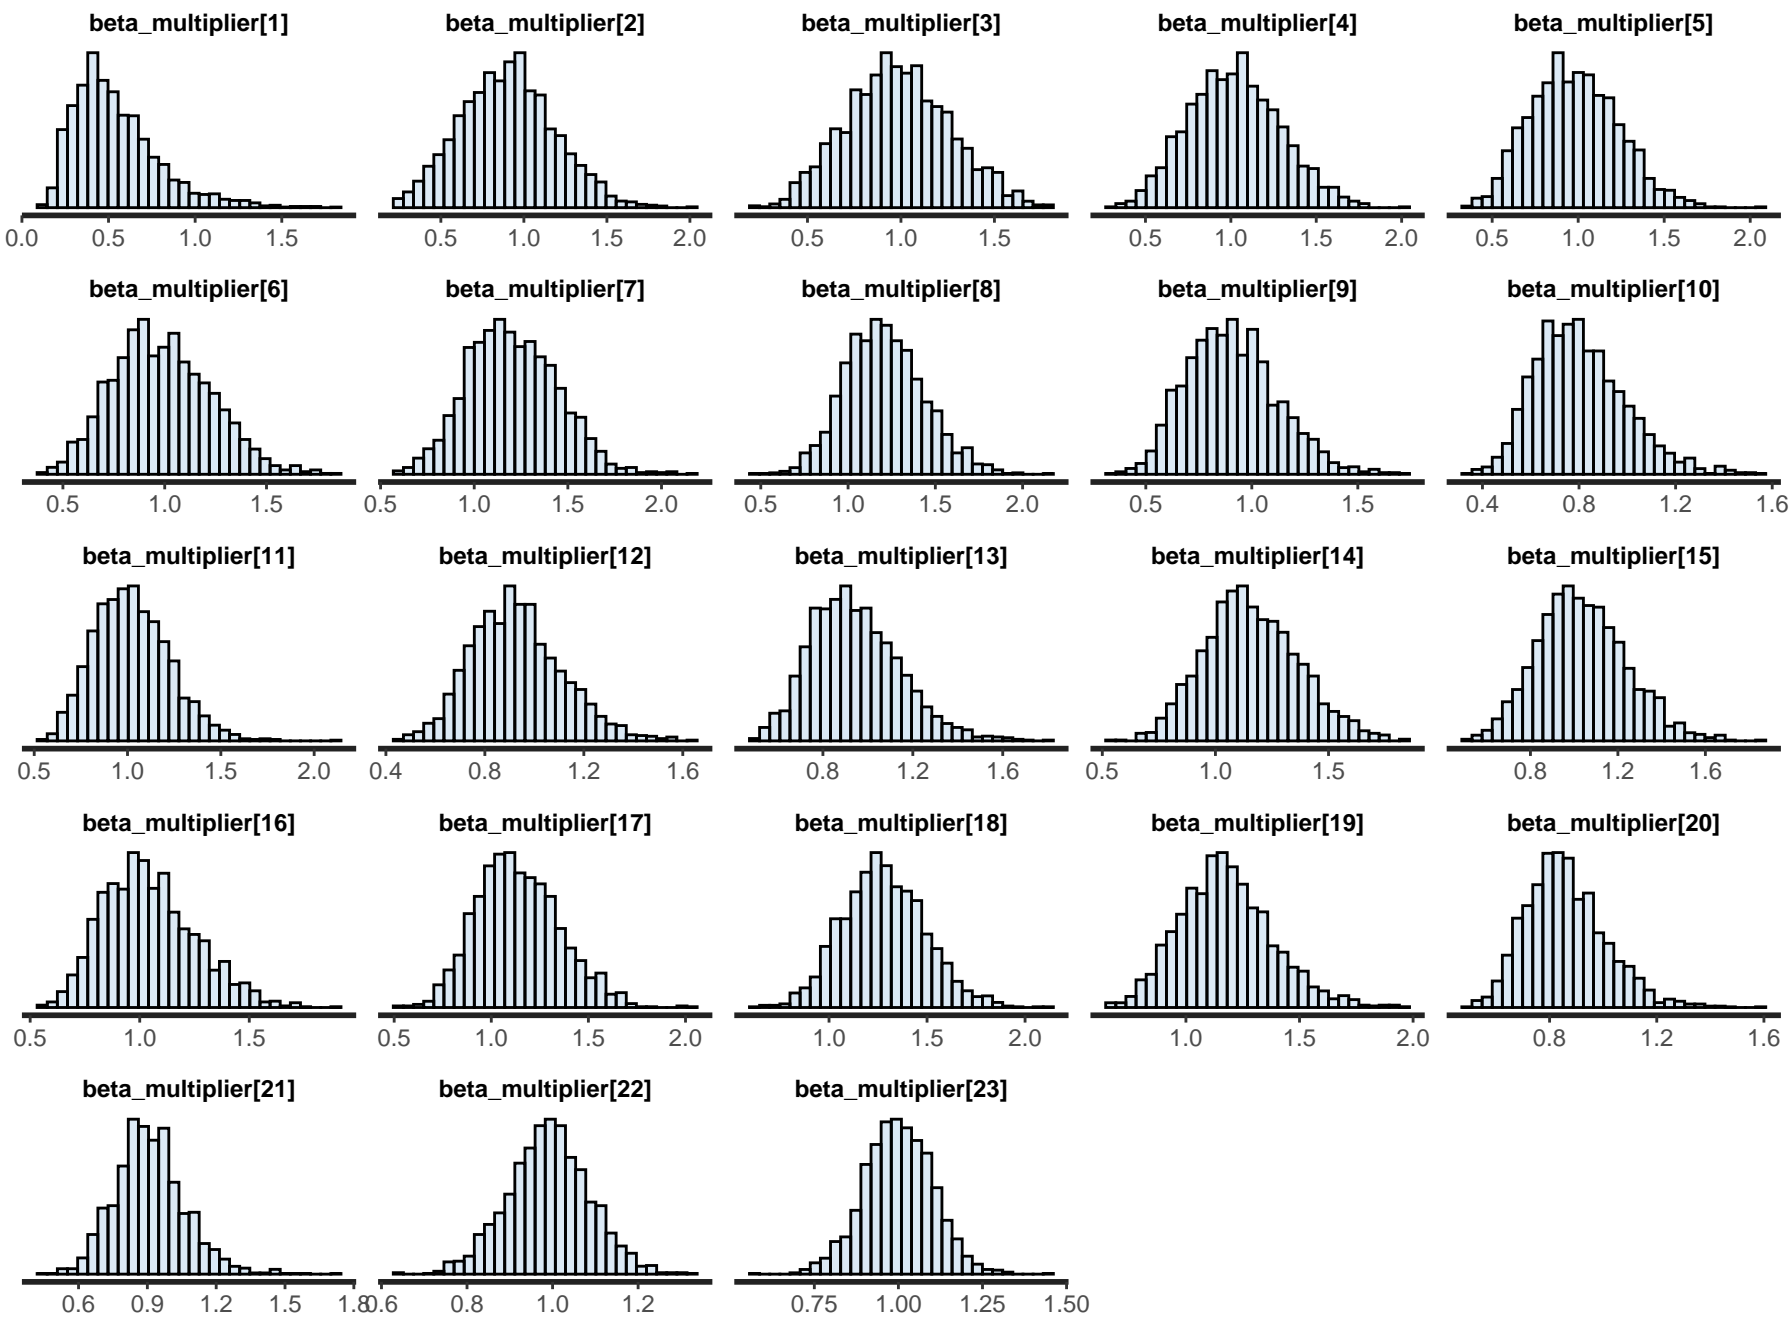 beta_multiplier[1] beta_multiplier[2] beta_multiplier[3] beta_multiplier[4] beta_multiplier[5]
0.0 0.5 1.0 1.5 0.5 1.0 1.5 2.0 0.5 1.0 1.5 0.5 1.0 1.5 2.0 0.5 1.0 1.5 2.0
beta_multiplier[6] beta_multiplier[7] beta_multiplier[8] beta_multiplier[9] beta_multiplier[10]
0.5 1.0 1.5 0.5 1.0 1.5 2.0 0.5 1.0 1.5 2.0 0.5 1.0 1.5 0.4 0.8 1.2 1.6
beta_multiplier[11] beta_multiplier[12] beta_multiplier[13] beta_multiplier[14] beta_multiplier[15]
0.5 1.0 1.5 2.0 0.4 0.8 1.2 1.6 0.8 1.2 1.6 0.5 1.0 1.5 0.8 1.2 1.6
beta_multiplier[16] beta_multiplier[17] beta_multiplier[18] beta_multiplier[19] beta_multiplier[20]
0.5 1.0 1.5 0.5 1.0 1.5 2.0 1.0 1.5 2.0 1.0 1.5 2.0 0.8 1.2 1.6
beta_multiplier[21] beta_multiplier[22] beta_multiplier[23]
0.6 0.9 1.2 1.5 1.8 0.6 0.8 1.0 1.2 0.75 1.00 1.25 1.50